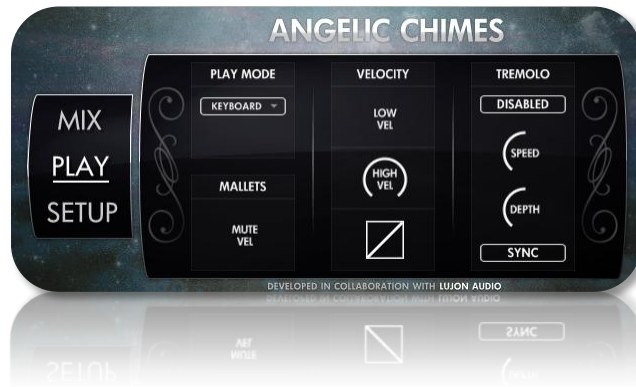 ANGELIC CHIMES
MIX
PLAY
SETUP
PLAY MODE
KEYBOARD
MALLETS
MUTE
VEL
VELOCITY
LOW
VEL
HIGH
VEL
TREMOLO
DISABLED
SPEED
DEPTH
SYNC
DEVELOPED IN COLLABORATION WITH LUJON AUDIO